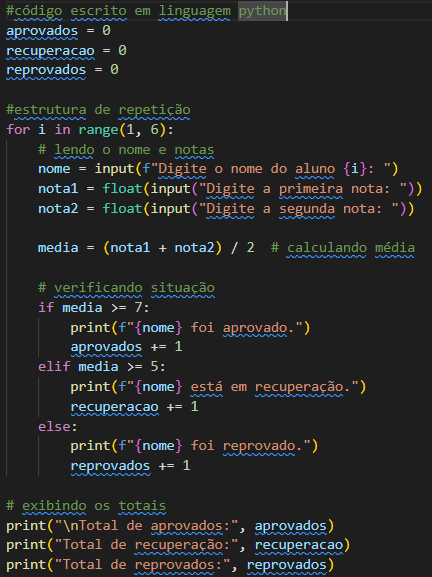 #código escrito em linguagem python
aprovados = 0
recuperacao = 0
reprovados = 0

#estrutura de repetição
for i in range(1, 6):
    # lendo o nome e notas
    nome = input(f"Digite o nome do aluno {i}: ")
    nota1 = float(input("Digite a primeira nota: "))
    nota2 = float(input("Digite a segunda nota: "))

    media = (nota1 + nota2) / 2  # calculando média

    # verificando situação
    if media >= 7:
        print(f"{nome} foi aprovado.")
        aprovados += 1
    elif media >= 5:
        print(f"{nome} está em recuperação.")
        recuperacao += 1
    else:
        print(f"{nome} foi reprovado.")
        reprovados += 1

# exibindo os totais
print("\nTotal de aprovados:", aprovados)
print("Total de recuperação:", recuperacao)
print("Total de reprovados:", reprovados)